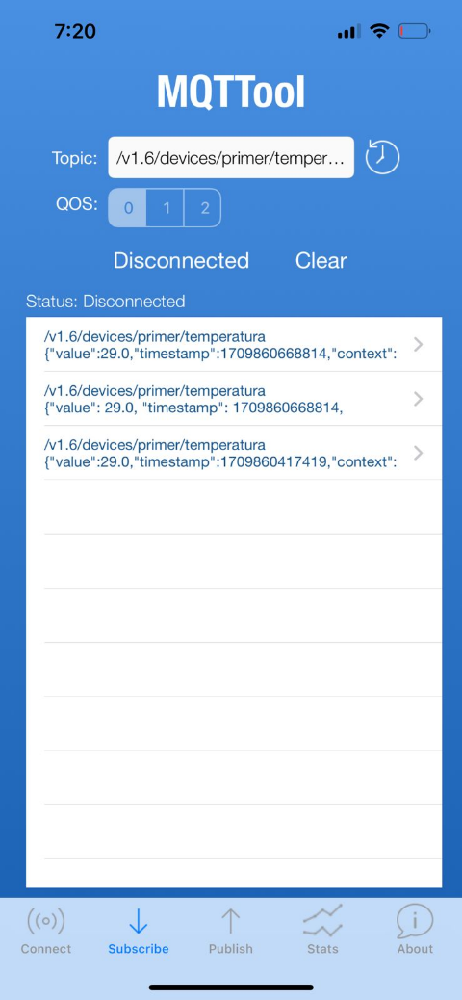 7:20
MQTTool
Topic: /v1.6/devices/primer/temper...
QOS: 0 1 2
Disconnected Clear
Status: Disconnected
/v1.6/devices/primer/temperatura
{"value":29.0,"timestamp":1709860668814,"context":
/v1.6/devices/primer/temperatura
{"value": 29.0, "timestamp": 1709860668814,
/v1.6/devices/primer/temperatura
{"value":29.0,"timestamp":1709860417419,"context":
Connect Subscribe Publish Stats About